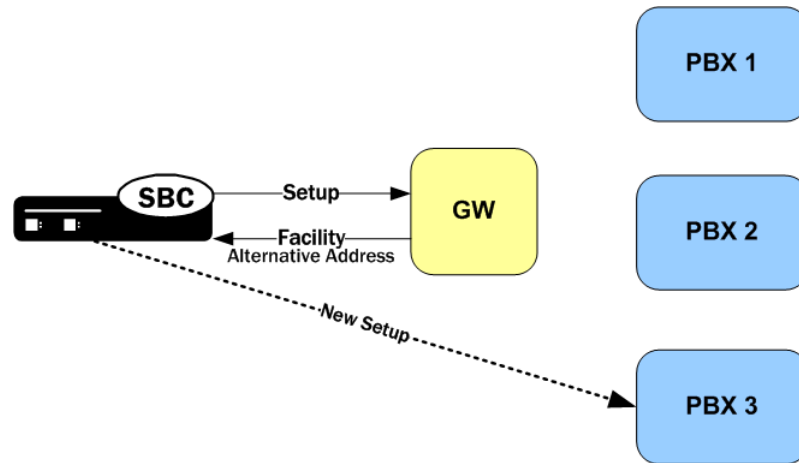 PBX 1
SBC
Setup
GW
Facility
Alternative Address
PBX 2
New Setup
PBX 3